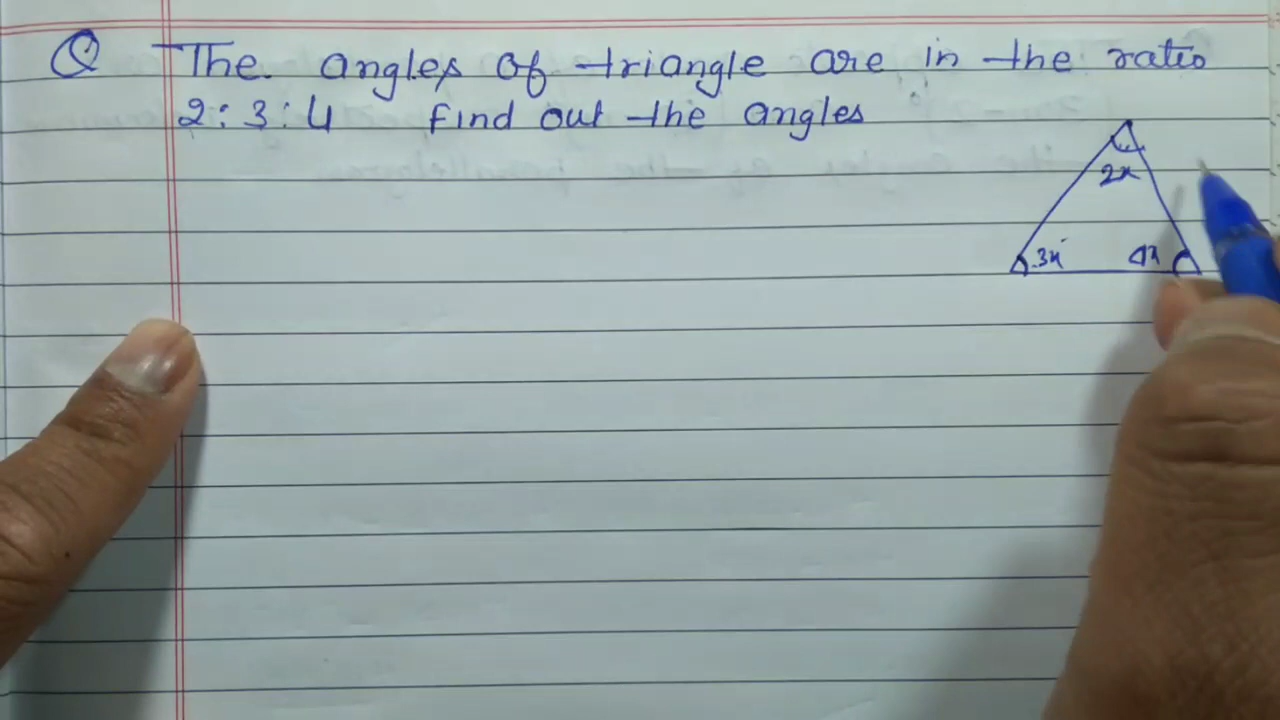 Q The angles of triangle are in the ratio
2:3:4 Find out the angles
2x
3x 4x